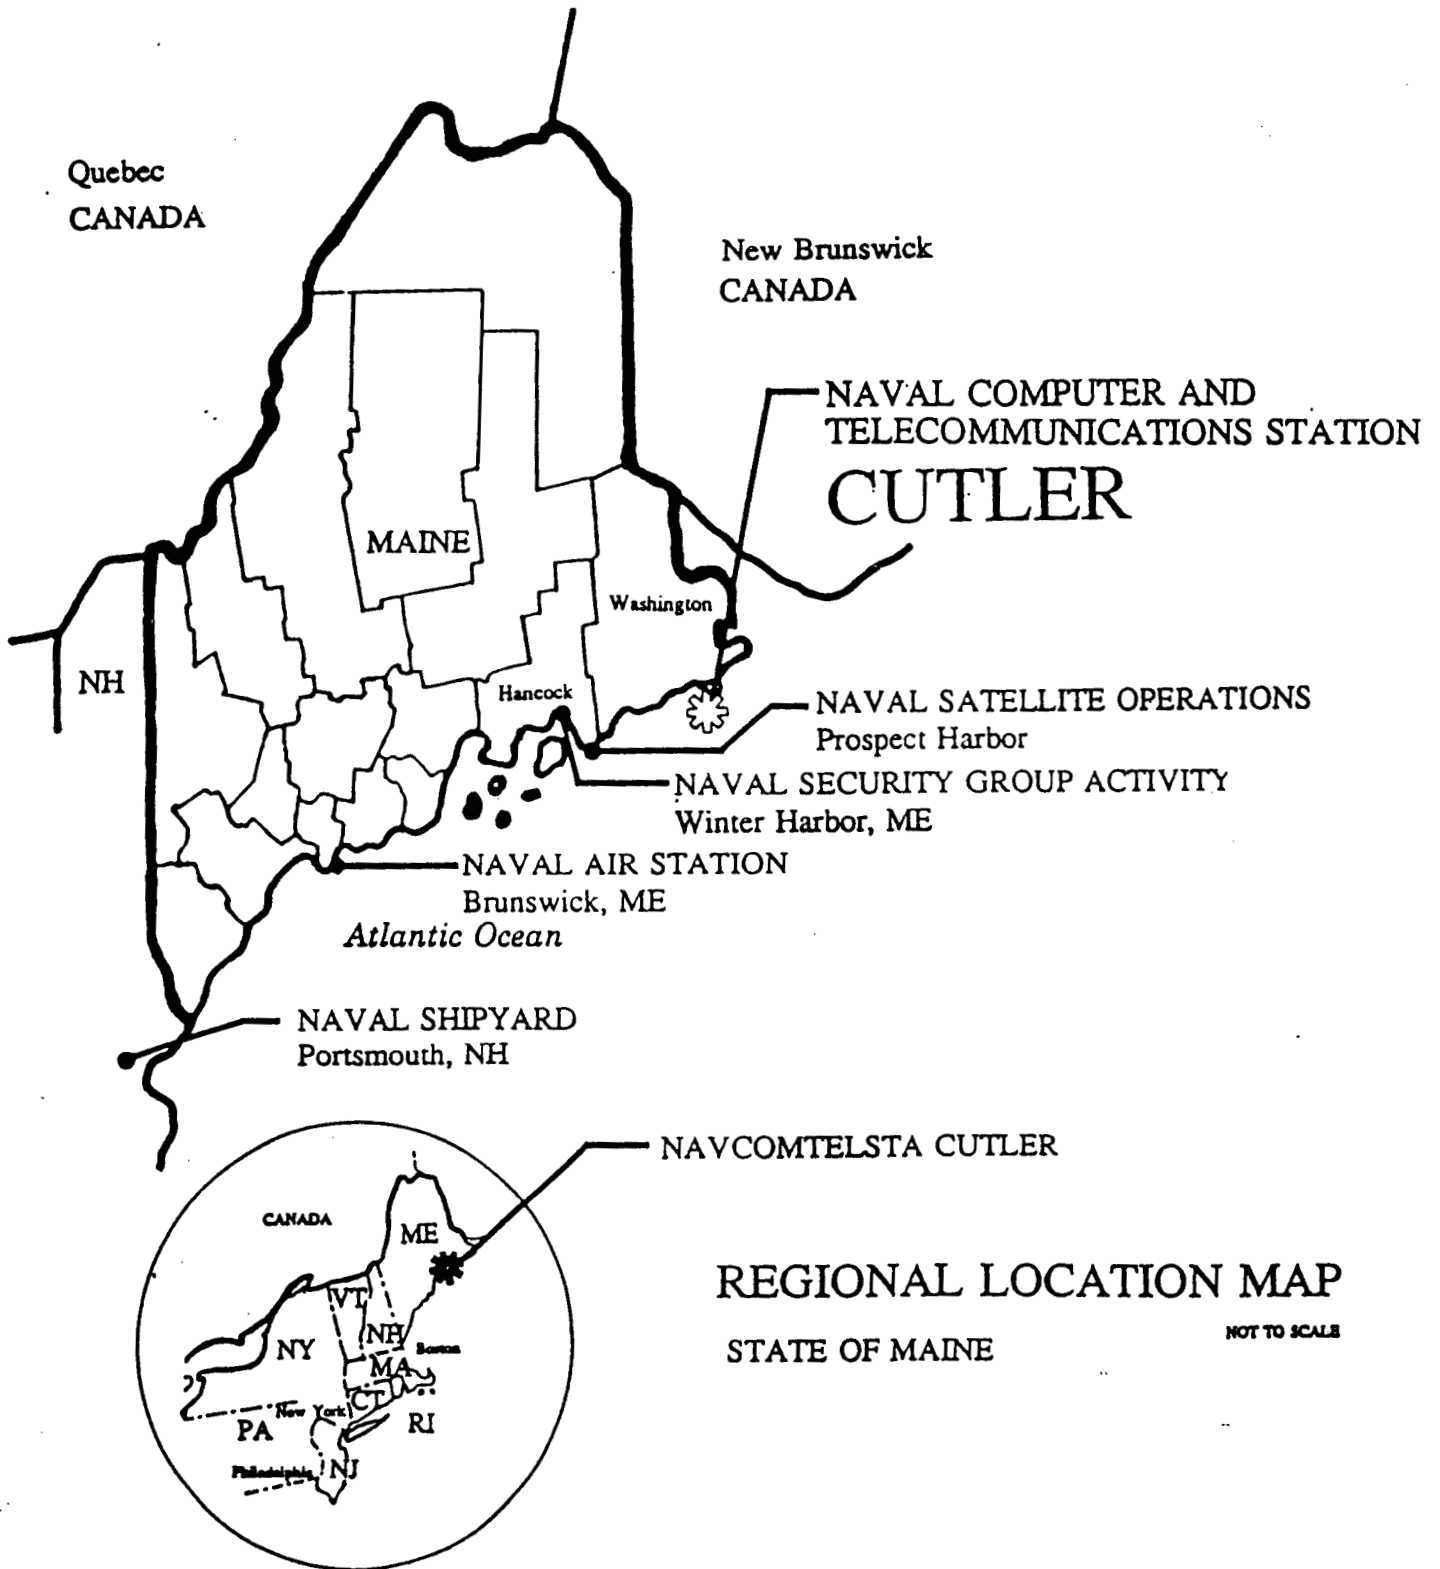 Quebec
CANADA
New Brunswick
CANADA
NAVAL COMPUTER AND
TELECOMMUNICATIONS STATION
CUTLER
MAINE
Washington
NH
Hancock
NAVAL SATELLITE OPERATIONS
Prospect Harbor
NAVAL SECURITY GROUP ACTIVITY
Winter Harbor, ME
NAVAL AIR STATION
Brunswick, ME
Atlantic Ocean
NAVAL SHIPYARD
Portsmouth, NH
NAVCOMTELSTA CUTLER
CANADA
ME
VT
NH
Boston
NY
MA
CT
New York
PA
RI
Philadelphia
NJ
REGIONAL LOCATION MAP
NOT TO SCALE
STATE OF MAINE